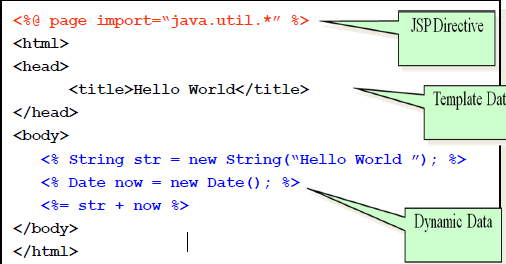 <%@ page import="java.util.*" %>
JSP Directive
<html>
<head>
<title>Hello World</title>
Template Dat
</head>
<body>
<% String str = new String("Hello World "); %>
<% Date now = new Date(); %>
<%= str + now %>
Dynamic Data
</body>
</html>